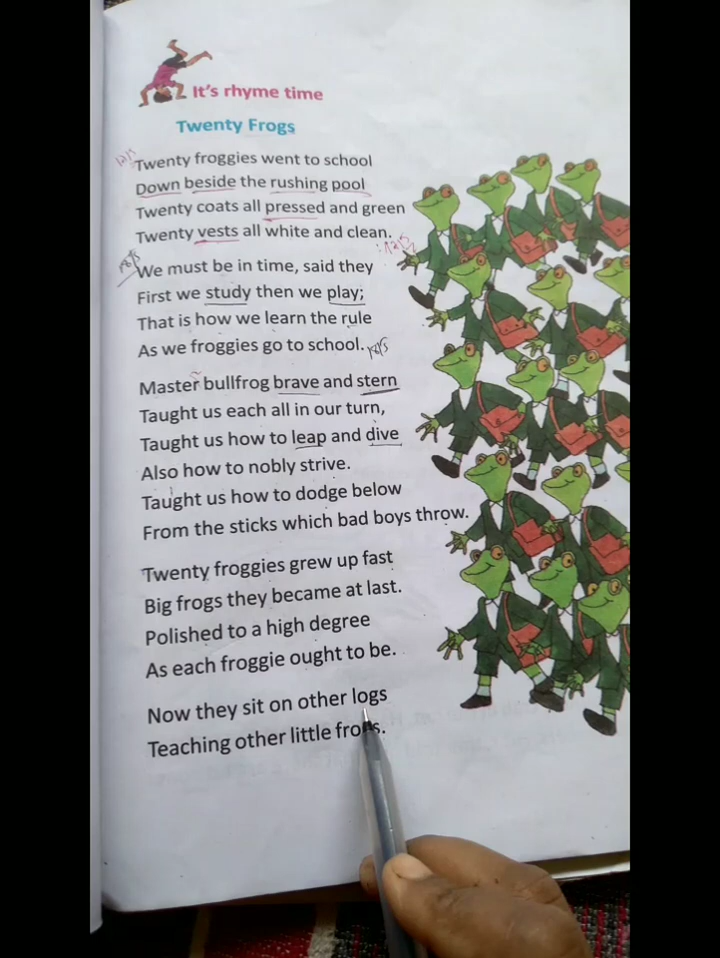 It's rhyme time
Twenty Frogs
Twenty froggies went to school
Down beside the rushing pool
Twenty coats all pressed and green
Twenty vests all white and clean.
We must be in time, said they
First we study then we play;
That is how we learn the rule
As we froggies go to school.
Master bullfrog brave and stern
Taught us each all in our turn,
Taught us how to leap and dive
Also how to nobly strive.
Taught us how to dodge below
From the sticks which bad boys throw.
Twenty froggies grew up fast
Big frogs they became at last.
Polished to a high degree
As each froggie ought to be.
Now they sit on other logs
Teaching other little frogs.